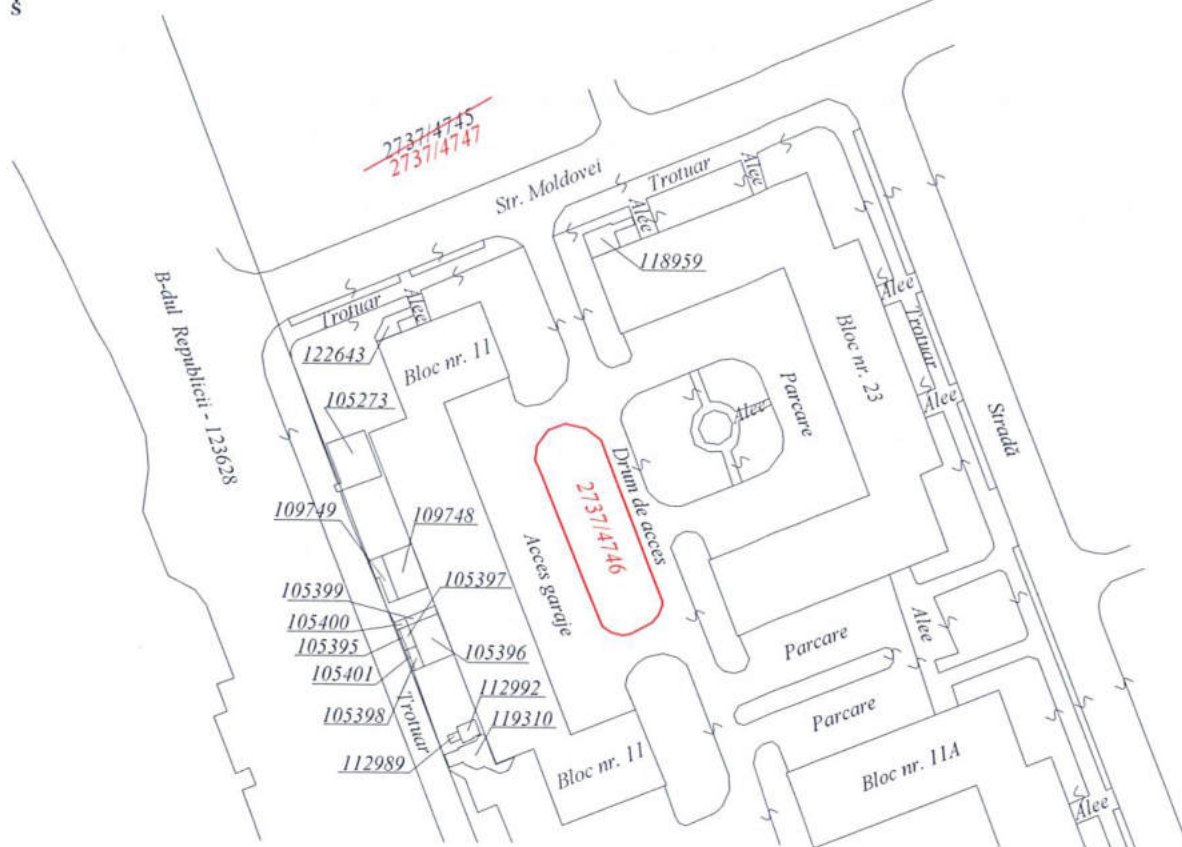 ș
2737/4745
2737/4747
Str. Moldovei
Trotuar
Alee
Alee
118959
B-dul Republicii - 123628
Trotuar
Alee
122643
Bloc nr. 11
105273
Alee
Trotuar
Alee
Bloc nr. 23
Parcare
Alee
Stradă
Drum de acces
2737/4746
Acces garaje
109749
109748
105399
105397
105400
105395
105396
105401
105398
Trotuar
112992
119310
112989
Bloc nr. 11
Parcare
Alee
Parcare
Bloc nr. 11A
Alee